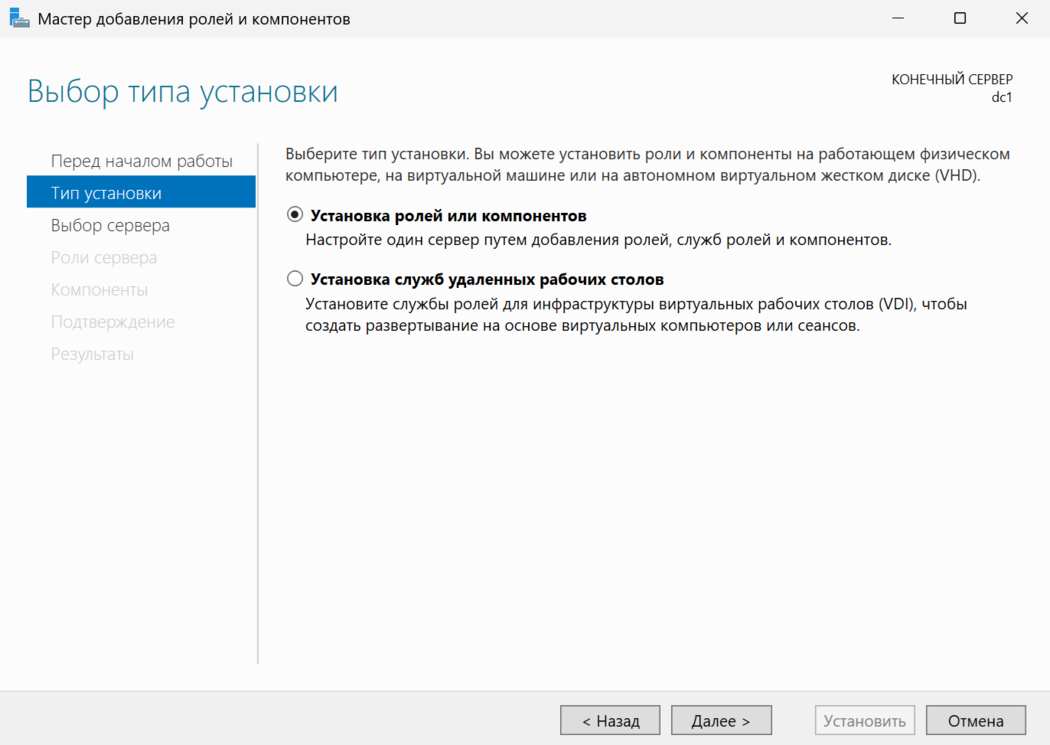 Мастер добавления ролей и компонентов
Выбор типа установки
КОНЕЧНЫЙ СЕРВЕР
dc1
Перед началом работы
Тип установки
Выбор сервера
Роли сервера
Компоненты
Подтверждение
Результаты
Выберите тип установки. Вы можете установить роли и компоненты на работающем физическом
компьютере, на виртуальной машине или на автономном виртуальном жестком диске (VHD).
Установка ролей или компонентов
Настройте один сервер путем добавления ролей, служб ролей и компонентов.
Установка служб удаленных рабочих столов
Установите службы ролей для инфраструктуры виртуальных рабочих столов (VDI), чтобы
создать развертывание на основе виртуальных компьютеров или сеансов.
< Назад
Далее >
Установить
Отмена